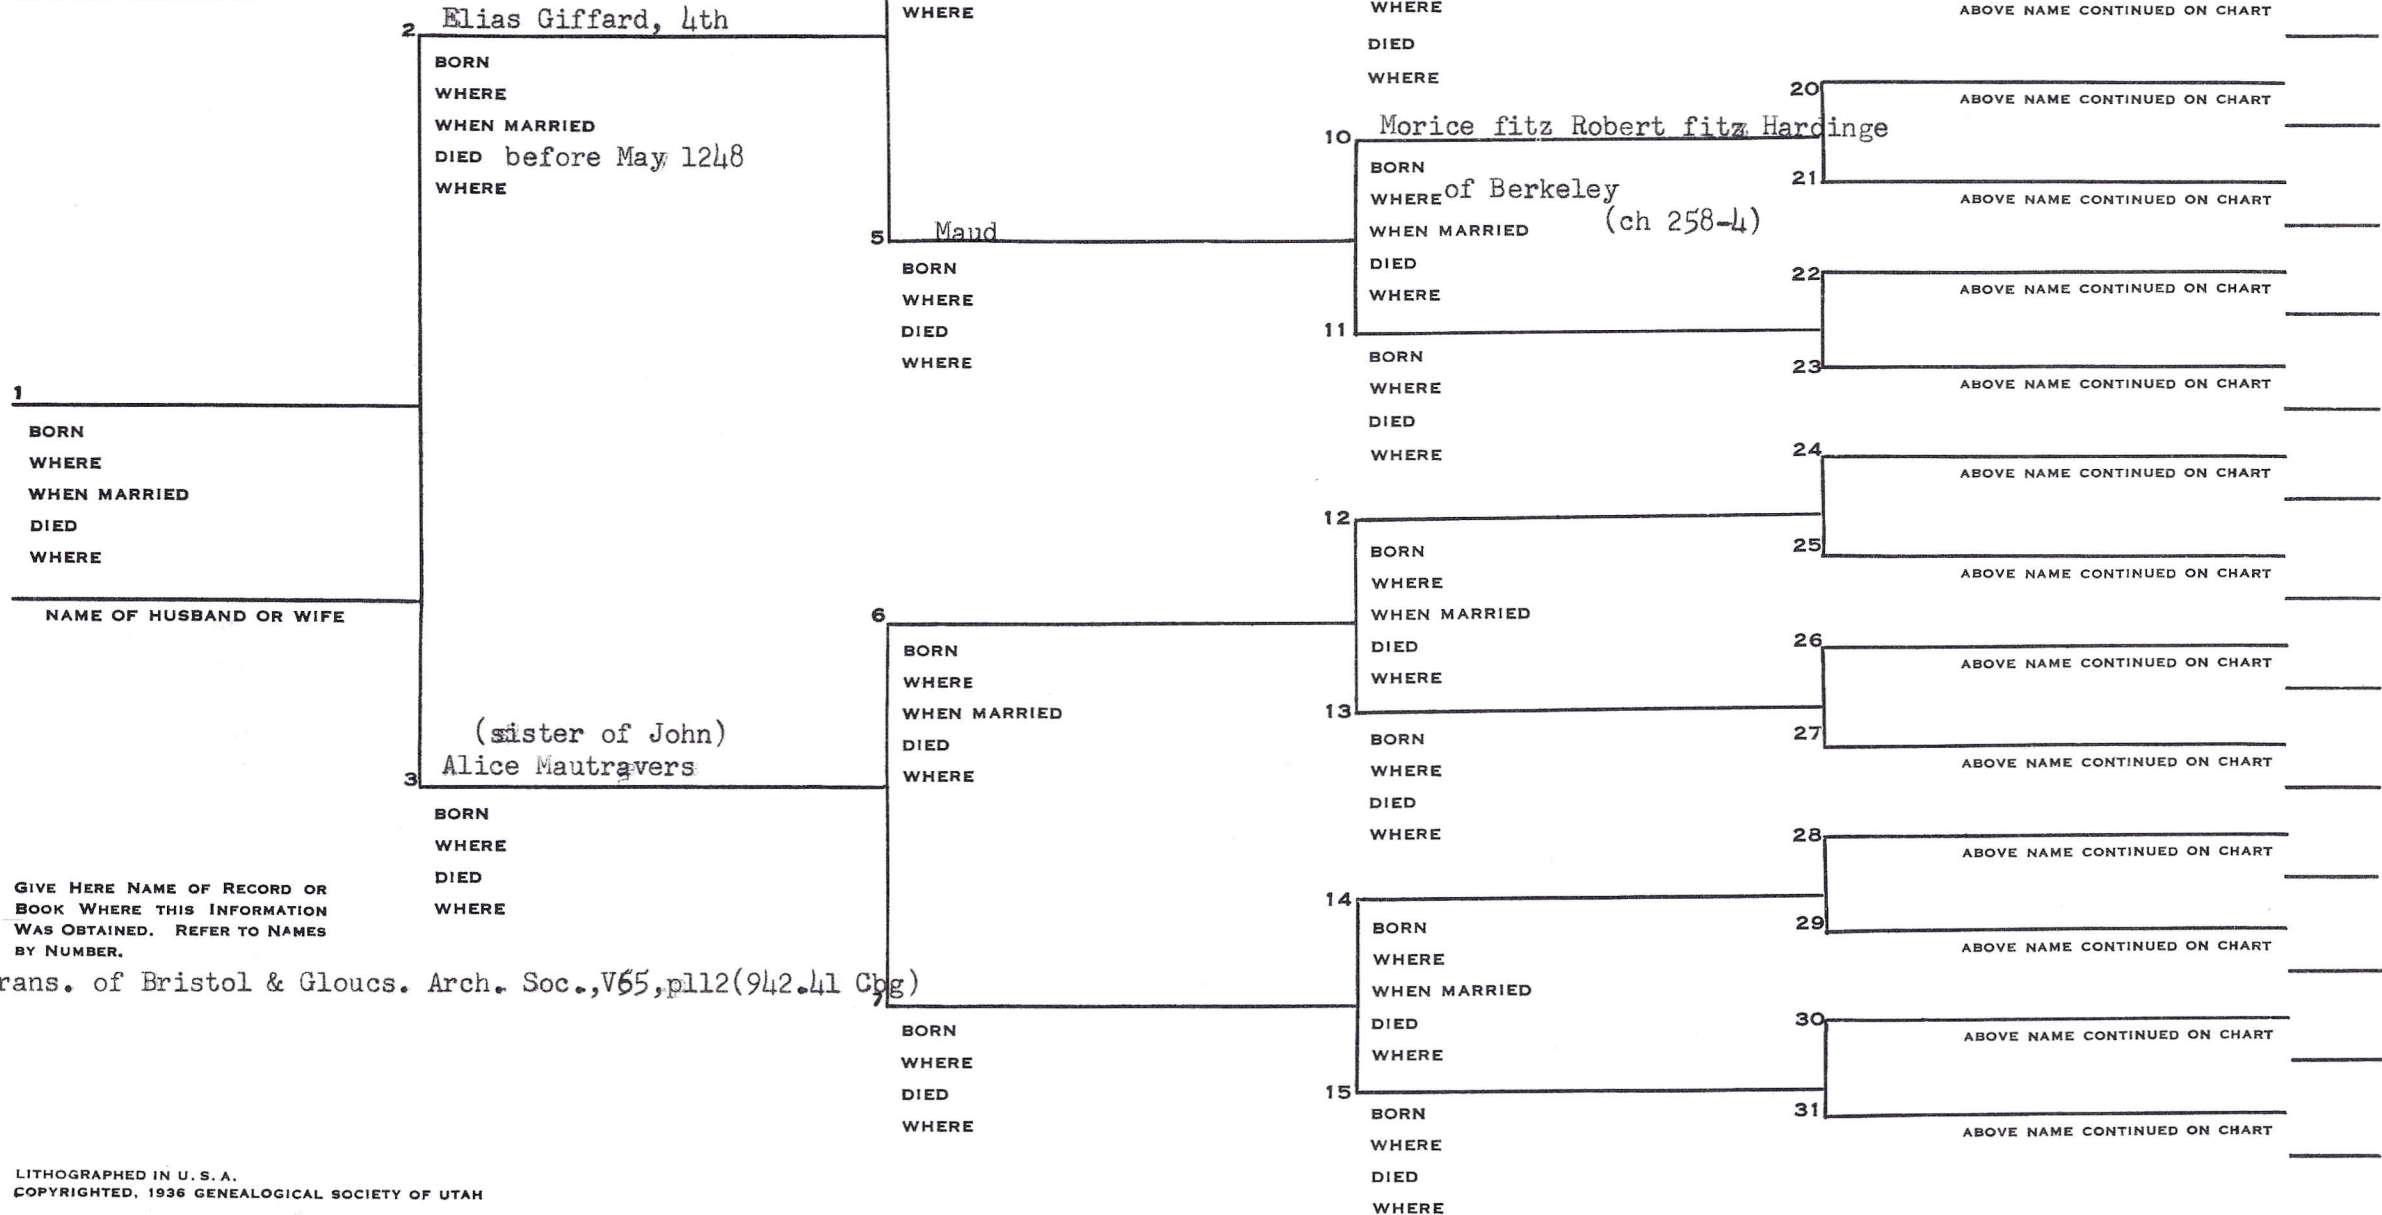 2 Elias Giffard, 4th
BORN
WHERE
WHEN MARRIED
DIED before May 1248
WHERE
1
BORN
WHERE
WHEN MARRIED
DIED
WHERE
NAME OF HUSBAND OR WIFE
(sister of John)
3 Alice Mautravers
BORN
WHERE
DIED
WHERE
GIVE HERE NAME OF RECORD OR
BOOK WHERE THIS INFORMATION
WAS OBTAINED. REFER TO NAMES
BY NUMBER.
rans. of Bristol & Gloucs. Arch. Soc.,V65,p112(942.41 Cbg)
LITHOGRAPHED IN U. S. A.
COPYRIGHTED, 1936 GENEALOGICAL SOCIETY OF UTAH
WHERE
5 Maud
BORN
WHERE
DIED
WHERE
6
BORN
WHERE
WHEN MARRIED
DIED
WHERE
7
BORN
WHERE
DIED
WHERE
WHERE
DIED
WHERE
10 Morice fitz Robert fitz Hardinge
BORN
WHERE of Berkeley
(ch 258-4)
WHEN MARRIED
DIED
WHERE
11
BORN
WHERE
DIED
WHERE
12
BORN
WHERE
WHEN MARRIED
DIED
WHERE
13
BORN
WHERE
DIED
WHERE
14
BORN
WHERE
WHEN MARRIED
DIED
WHERE
15
BORN
WHERE
DIED
WHERE
ABOVE NAME CONTINUED ON CHART
20
ABOVE NAME CONTINUED ON CHART
21
ABOVE NAME CONTINUED ON CHART
22
ABOVE NAME CONTINUED ON CHART
23
ABOVE NAME CONTINUED ON CHART
24
ABOVE NAME CONTINUED ON CHART
25
ABOVE NAME CONTINUED ON CHART
26
ABOVE NAME CONTINUED ON CHART
27
ABOVE NAME CONTINUED ON CHART
28
ABOVE NAME CONTINUED ON CHART
29
ABOVE NAME CONTINUED ON CHART
30
ABOVE NAME CONTINUED ON CHART
31
ABOVE NAME CONTINUED ON CHART